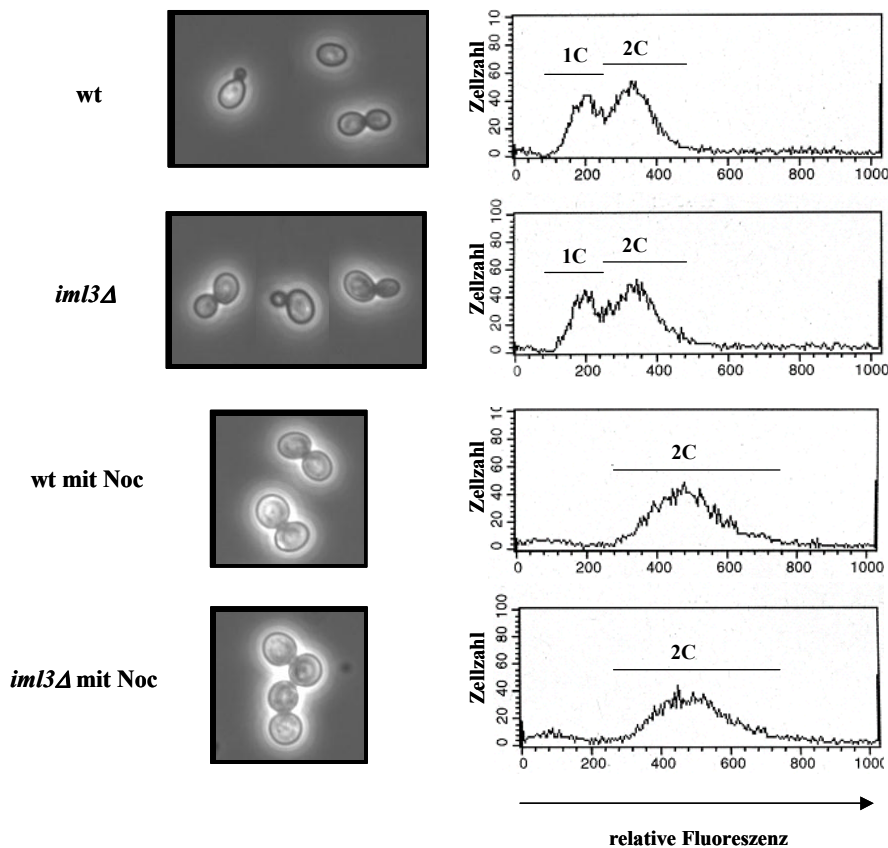 wt
Zellzahl
0 20 40 60 80 10
1C 2C
0 200 400 600 800 1000
iml3Δ
Zellzahl
0 20 40 60 80 100
1C 2C
0 200 400 600 800 1000
wt mit Noc
Zellzahl
0 20 40 60 80
2C
0 200 400 600 800 1000
iml3Δ mit Noc
Zellzahl
0 20 40 60 80 100
2C
0 200 400 600 800 1000
relative Fluoreszenz